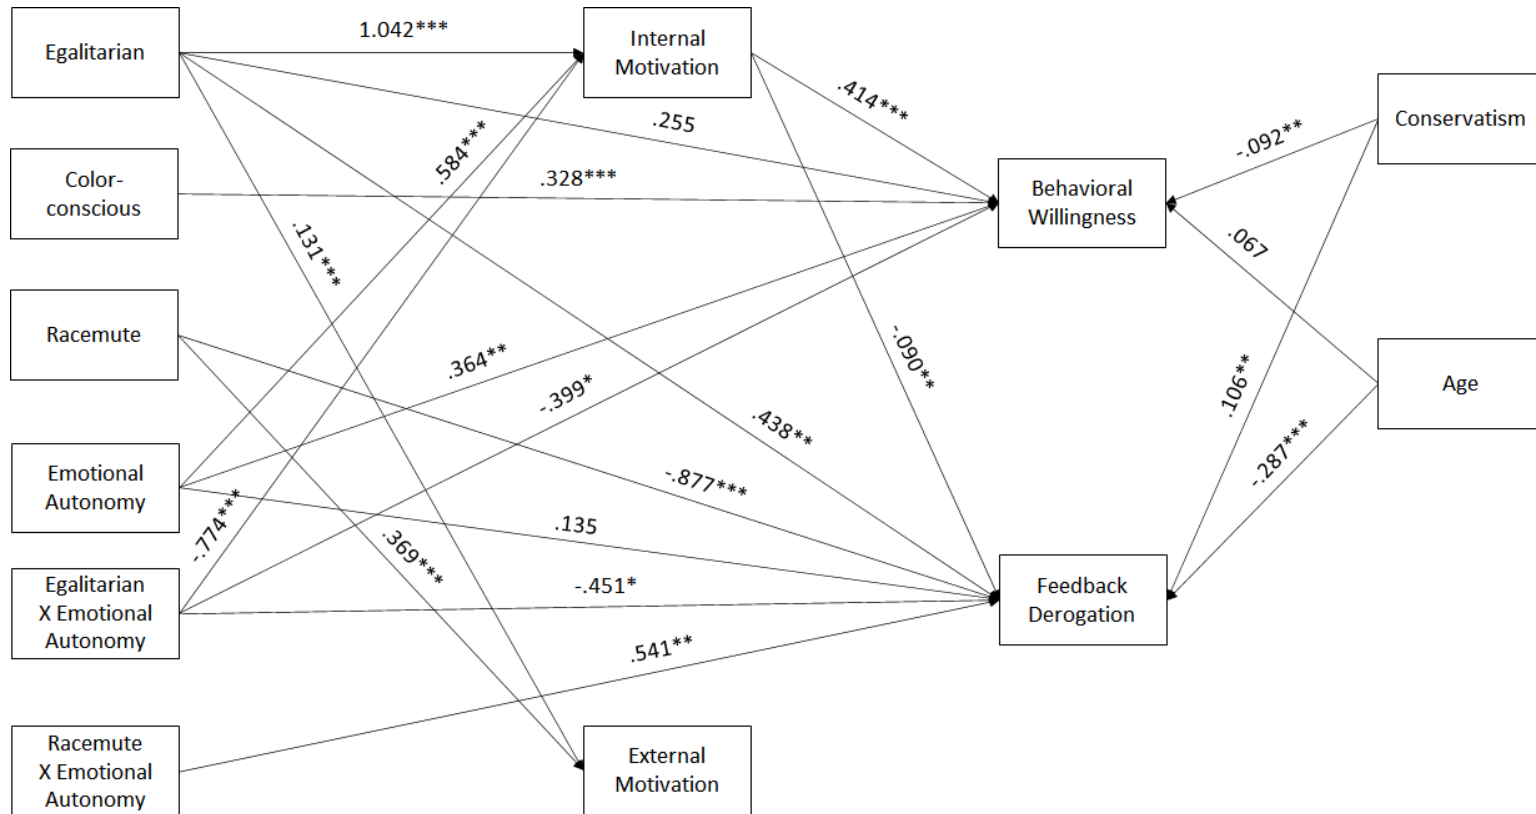 Egalitarian
1.042***
Internal
Motivation
.414***
Conservatism
-.092**
.255
.584***
Color-
conscious
.328***
Behavioral
Willingness
.131***
.067
Racemute
-.090**
.364**
-.399*
.106**
Age
.438**
-.287***
Emotional
Autonomy
-.877***
-.774***
.369***
.135
Egalitarian
X Emotional
Autonomy
-.451*
Feedback
Derogation
.541**
Racemute
X Emotional
Autonomy
External
Motivation